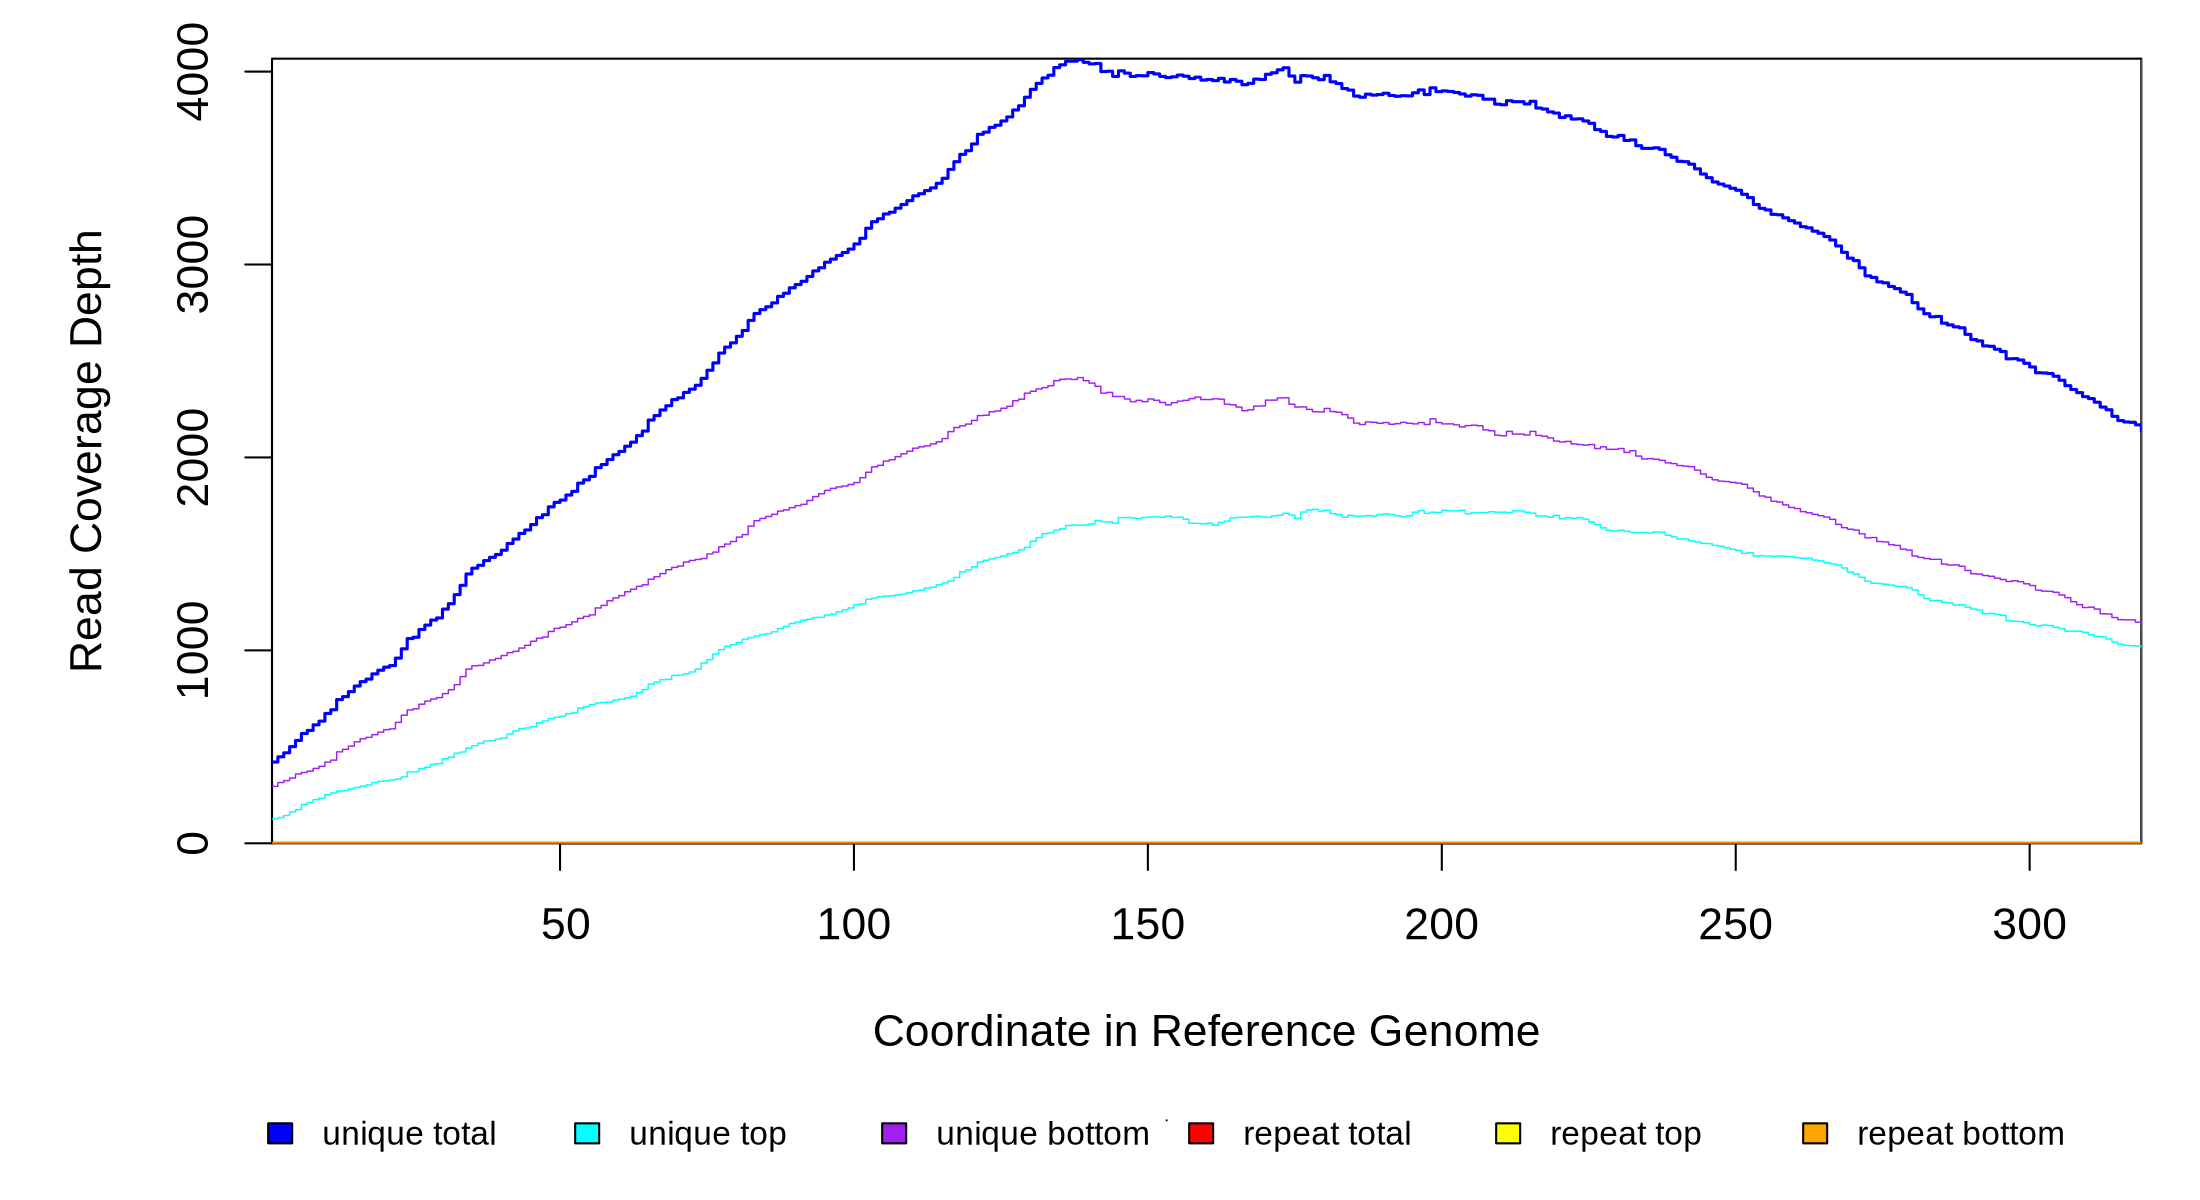 Read Coverage Depth
4000
3000
2000
1000
0
50 100 150 200 250 300
Coordinate in Reference Genome
unique total unique top unique bottom repeat total repeat top repeat bottom